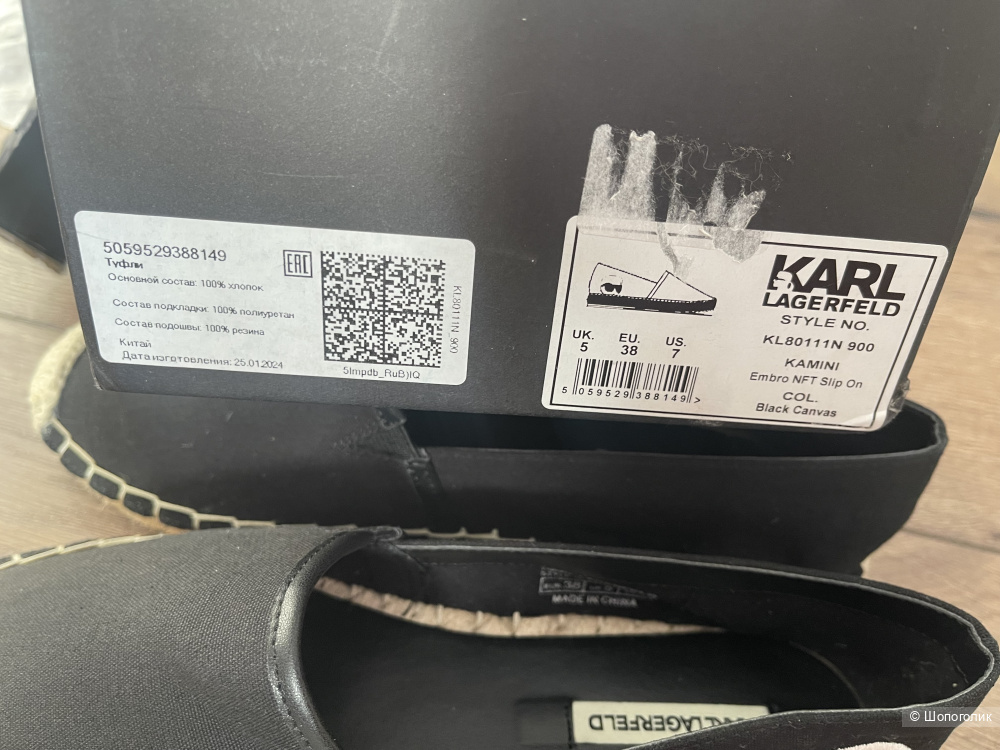 5059529388149
Туфли
Основной состав: 100% хлопок
Состав подкладки: 100% полиуретан
Состав подошвы: 100% резина
Китай
Дата изготовления: 25.01.2024
EAC
5Impdb_RuB)IQ
KL80111N 900
KARL
LAGERFELD
STYLE NO.
KL80111N 900
KAMINI
Embro NFT Slip On
COL.
Black Canvas
UK. EU. US.
5 38 7
5 059529 388149 >
MADE IN CHINA
LAGERFELD
© Шопоголик